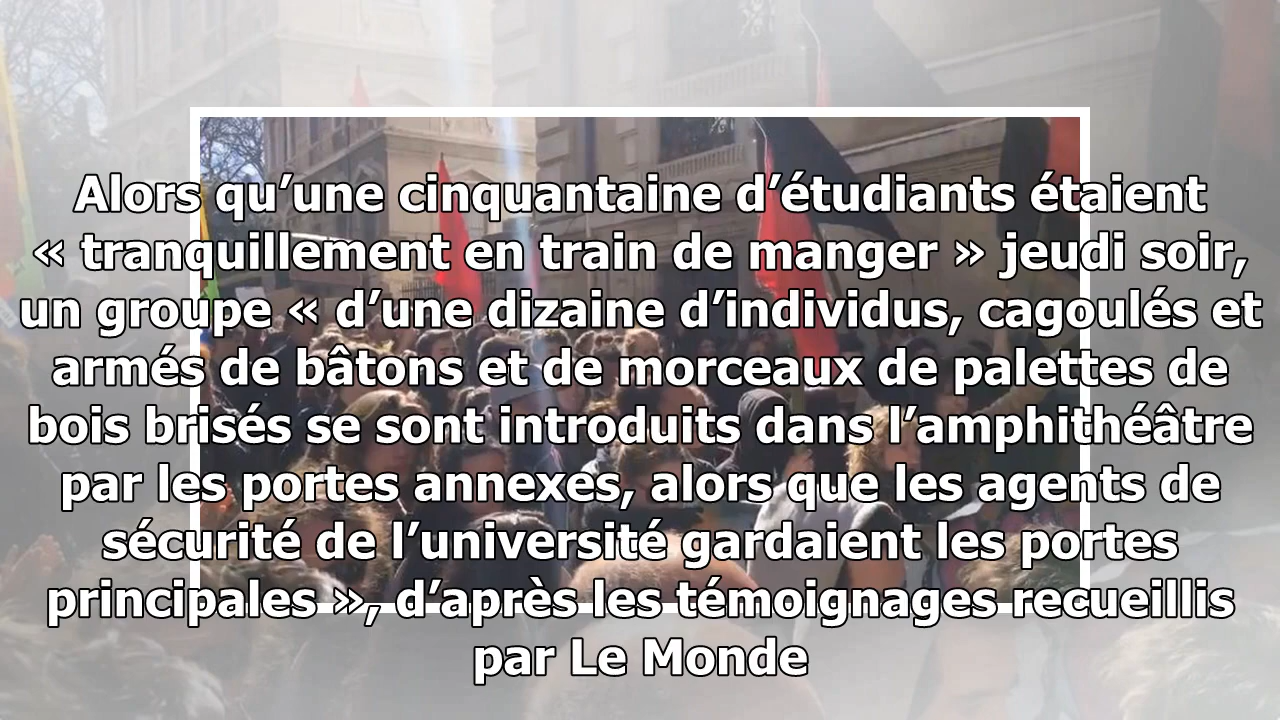 Alors qu’une cinquantaine d’étudiants étaient
« tranquillement en train de manger » jeudi soir,
un groupe « d’une dizaine d’individus, cagoulés et
armés de bâtons et de morceaux de palettes de
bois brisés se sont introduits dans l’amphithéâtre
par les portes annexes, alors que les agents de
sécurité de l’université gardaient les portes
principales », d’après les témoignages recueillis
par Le Monde